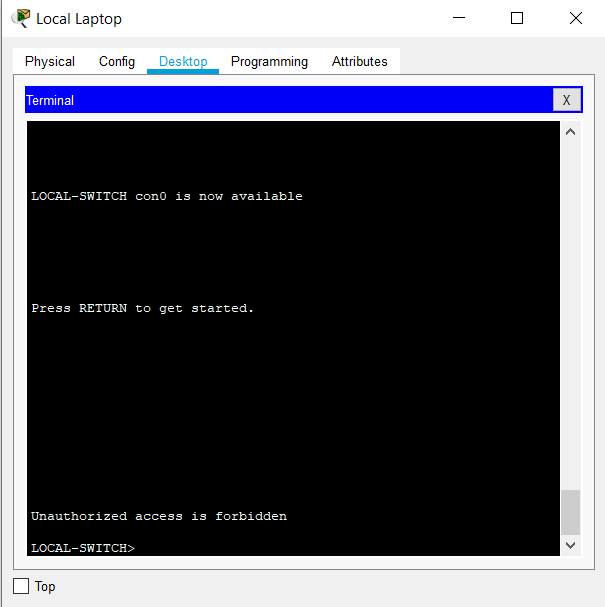 Local Laptop
Physical Config Desktop Programming Attributes
Terminal X
LOCAL-SWITCH con0 is now available
Press RETURN to get started.
Unauthorized access is forbidden
LOCAL-SWITCH>
Top